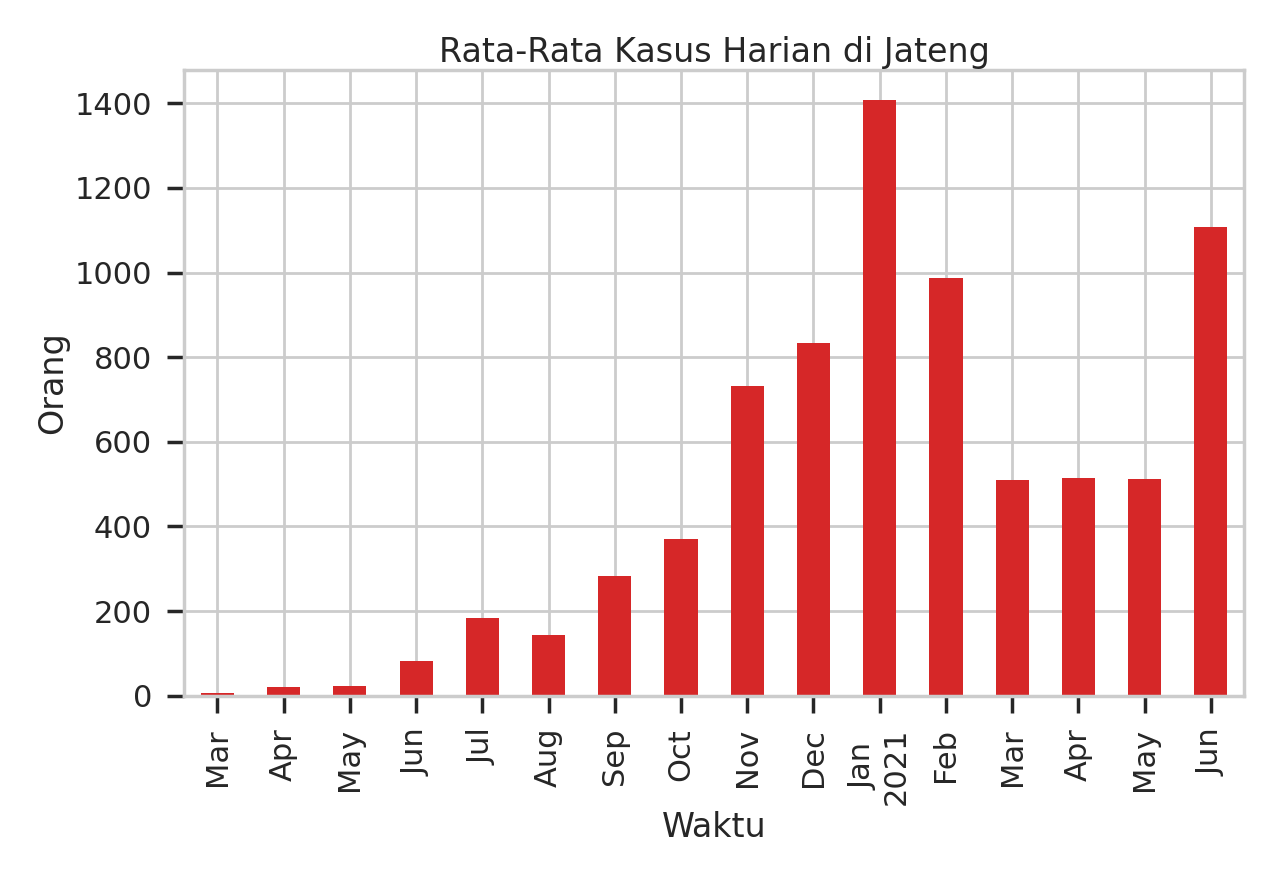 Rata-Rata Kasus Harian di Jateng
1400
1200
1000
800
600
400
200
0
Orang
Mar
Apr
May
Jun
Jul
Aug
Sep
Oct
Nov
Dec
Jan
2021
Feb
Mar
Apr
May
Jun
Waktu